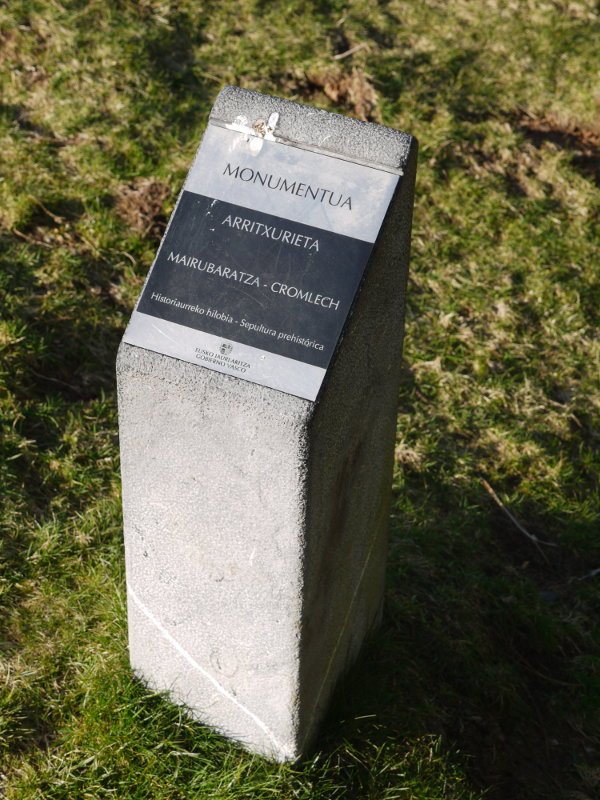 MONUMENTUA
ARRITXURIETA
MAIRUBARATZA - CROMLECH
Historiaurreko hilobia - Sepultura prehistórica
EUSKO JAURLARITZA
GOBIERNO VASCO